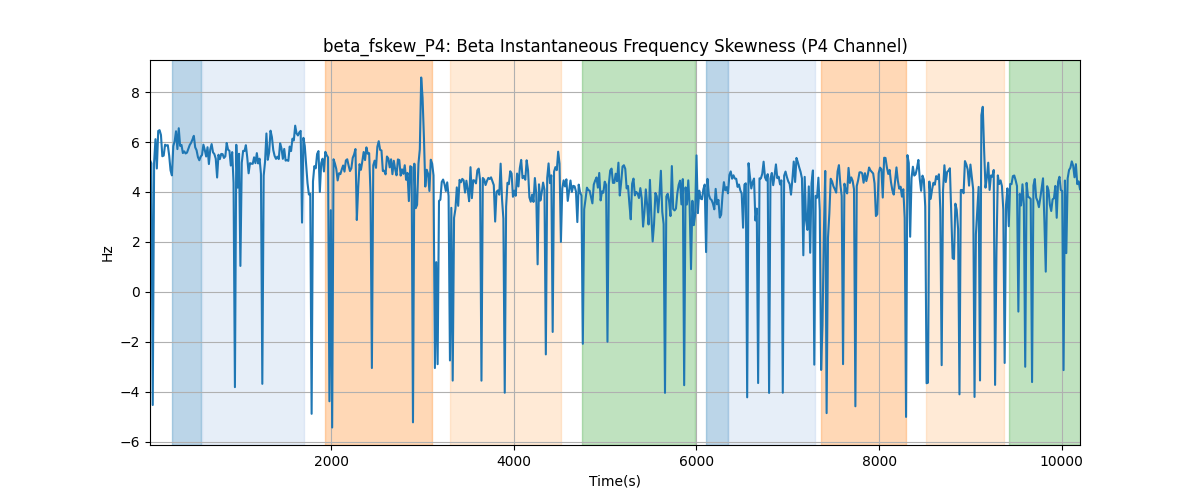 beta_fskew_P4: Beta Instantaneous Frequency Skewness (P4 Channel)
8
6
4
2
0
−2
−4
−6
Hz
2000 4000 6000 8000 10000
Time(s)